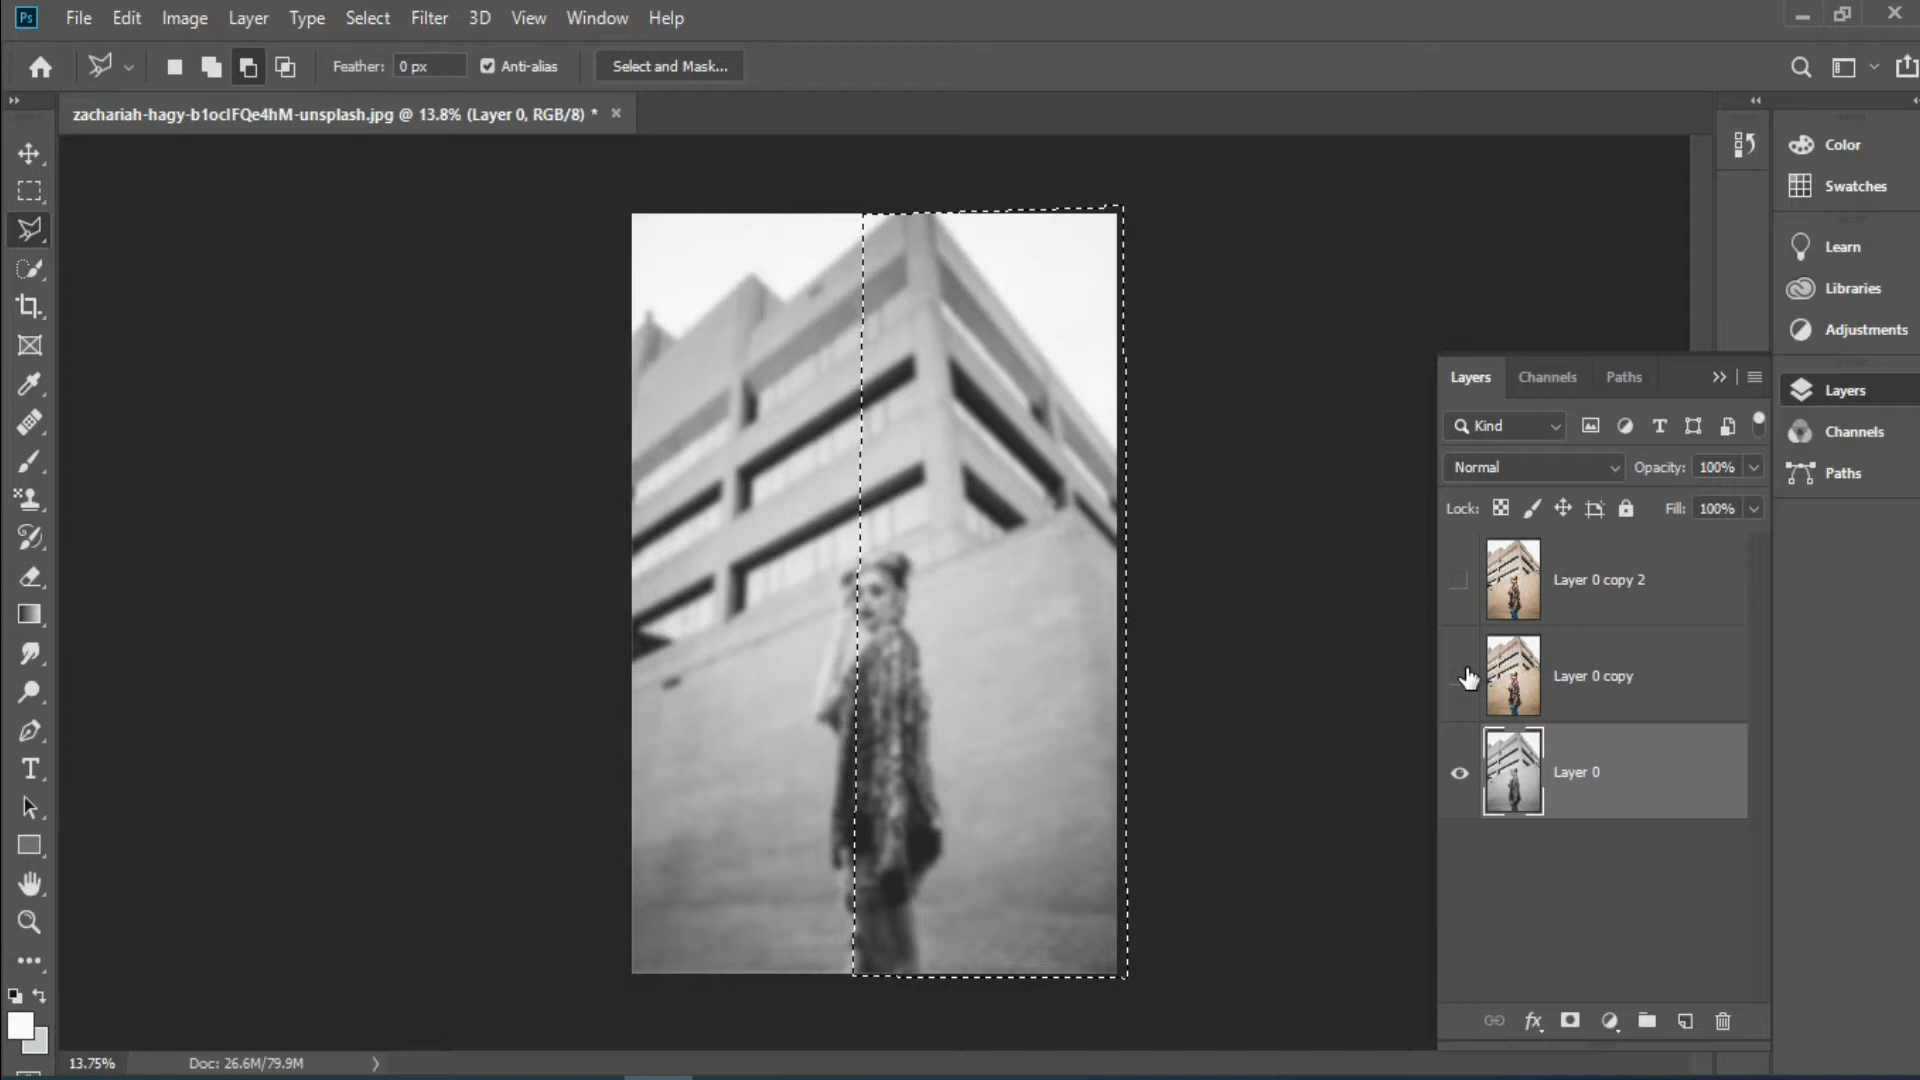 Ps File Edit Image Layer Type Select Filter 3D View Window Help
Feather: 0 px Anti-alias Select and Mask...
zachariah-hagy-b1oclFQe4hM-unsplash.jpg @ 13.8% (Layer 0, RGB/8) *
Color
Swatches
Learn
Libraries
Adjustments
Layers
Channels
Paths
Layers Channels Paths
Kind
Normal Opacity: 100%
Lock: Fill: 100%
Layer 0 copy 2
Layer 0 copy
Layer 0
fx
13.75% Doc: 26.6M/79.9M